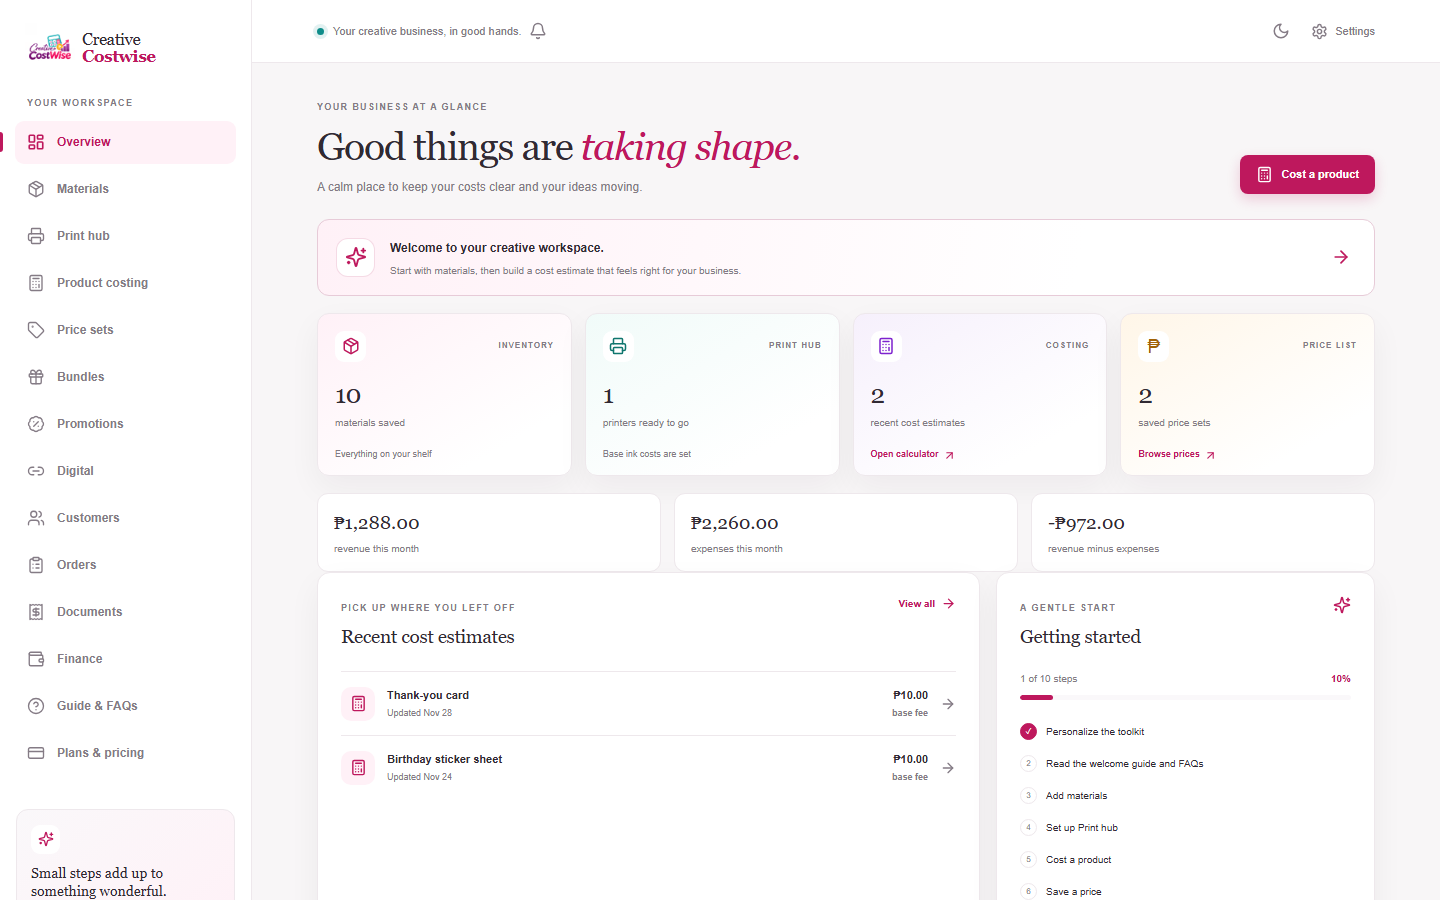 Creative
CostWise
Creative
Costwise
YOUR WORKSPACE
Overview
Materials
Print hub
Product costing
Price sets
Bundles
Promotions
Digital
Customers
Orders
Documents
Finance
Guide & FAQs
Plans & pricing
Small steps add up to
something wonderful.
Your creative business, in good hands.
Settings
YOUR BUSINESS AT A GLANCE
Good things are taking shape.
A calm place to keep your costs clear and your ideas moving.
Cost a product
Welcome to your creative workspace.
Start with materials, then build a cost estimate that feels right for your business.
INVENTORY
10
materials saved
Everything on your shelf
PRINT HUB
1
printers ready to go
Base ink costs are set
COSTING
2
recent cost estimates
Open calculator
PRICE LIST
2
saved price sets
Browse prices
₱1,288.00
revenue this month
₱2,260.00
expenses this month
-₱972.00
revenue minus expenses
PICK UP WHERE YOU LEFT OFF
View all
Recent cost estimates
Thank-you card
₱10.00
Updated Nov 28
base fee
Birthday sticker sheet
₱10.00
Updated Nov 24
base fee
A GENTLE START
Getting started
1 of 10 steps
10%
Personalize the toolkit
2 Read the welcome guide and FAQs
3 Add materials
4 Set up Print hub
5 Cost a product
6 Save a price